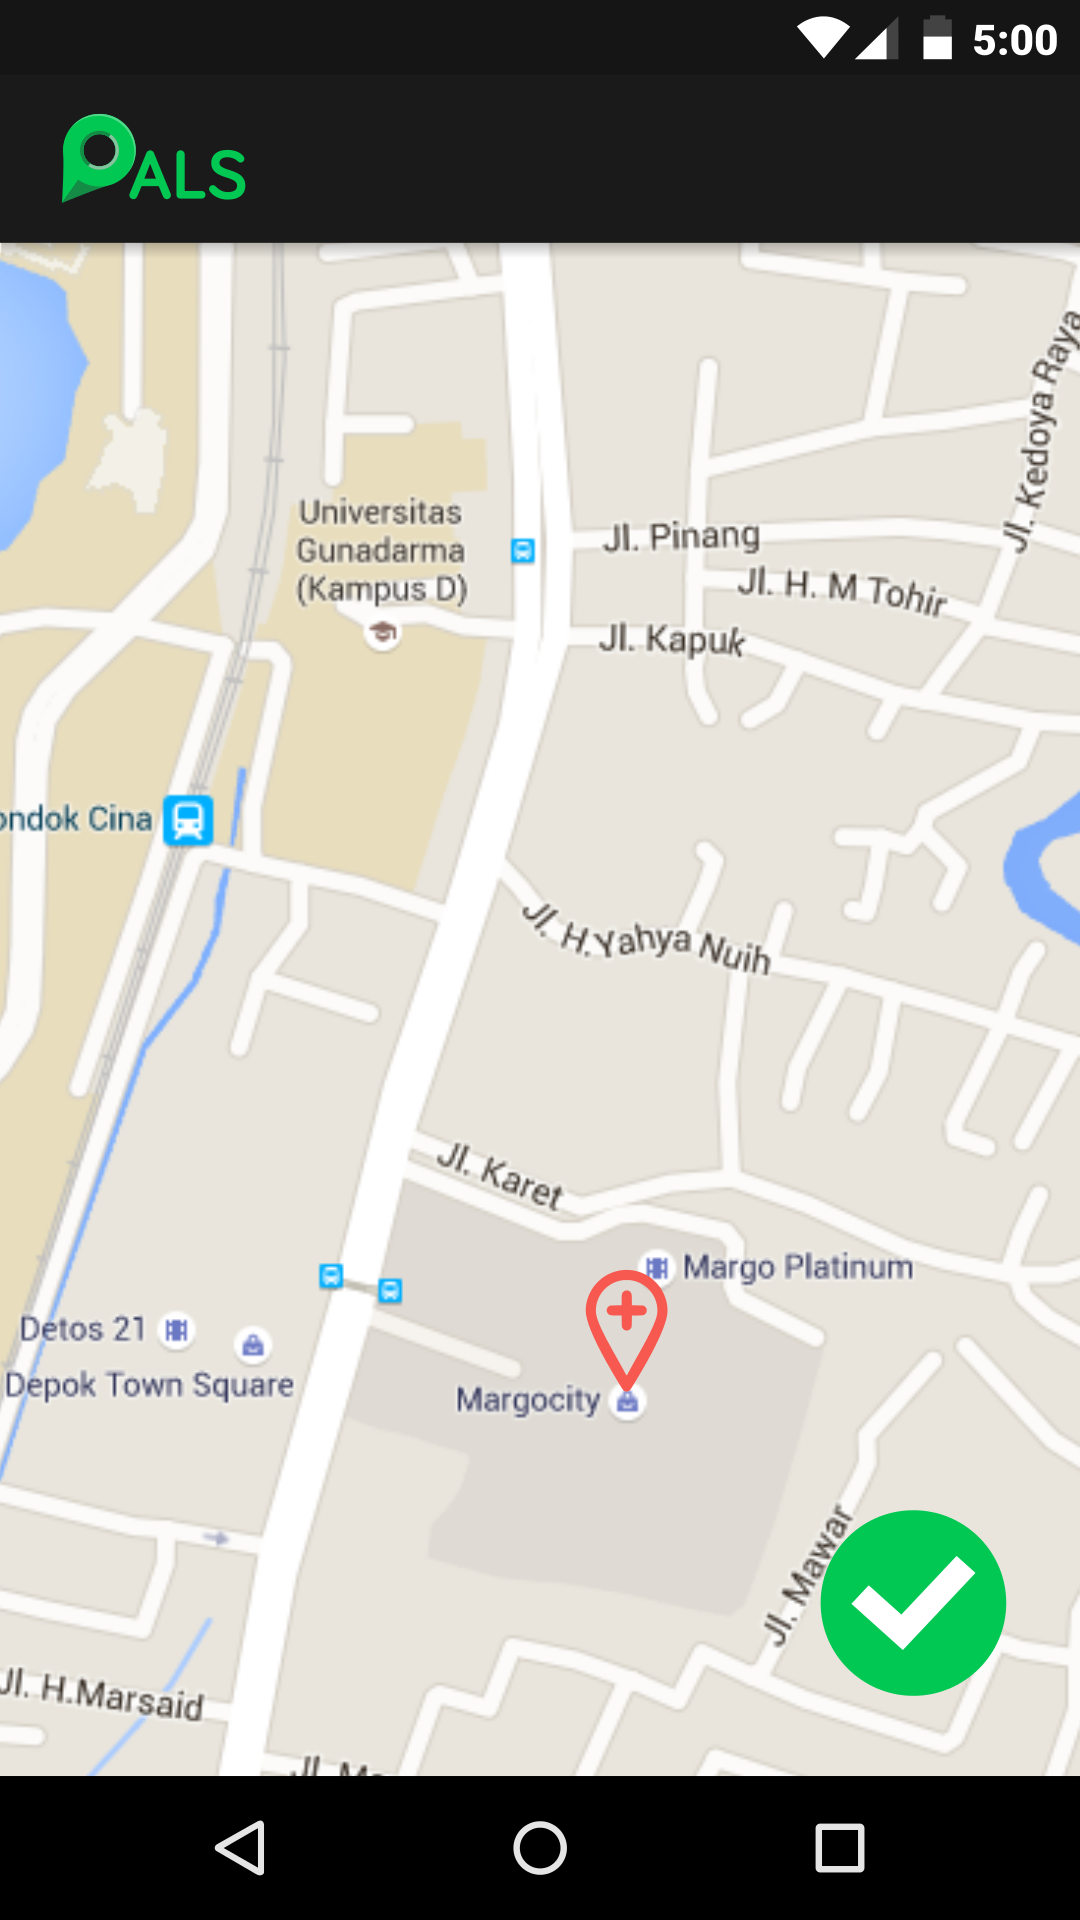 5:00
PALS
Jl. Kedoya Raya
Universitas
Gunadarma
(Kampus D)
Jl. Pinang
Jl. H. M Tohir
Jl. Kapuk
ondok Cina
Jl. H.Yahya Nuih
Jl. Karet
Margo Platinum
Detos 21
Depok Town Square
Margocity
Jl. Mawar
Jl. H.Marsaid